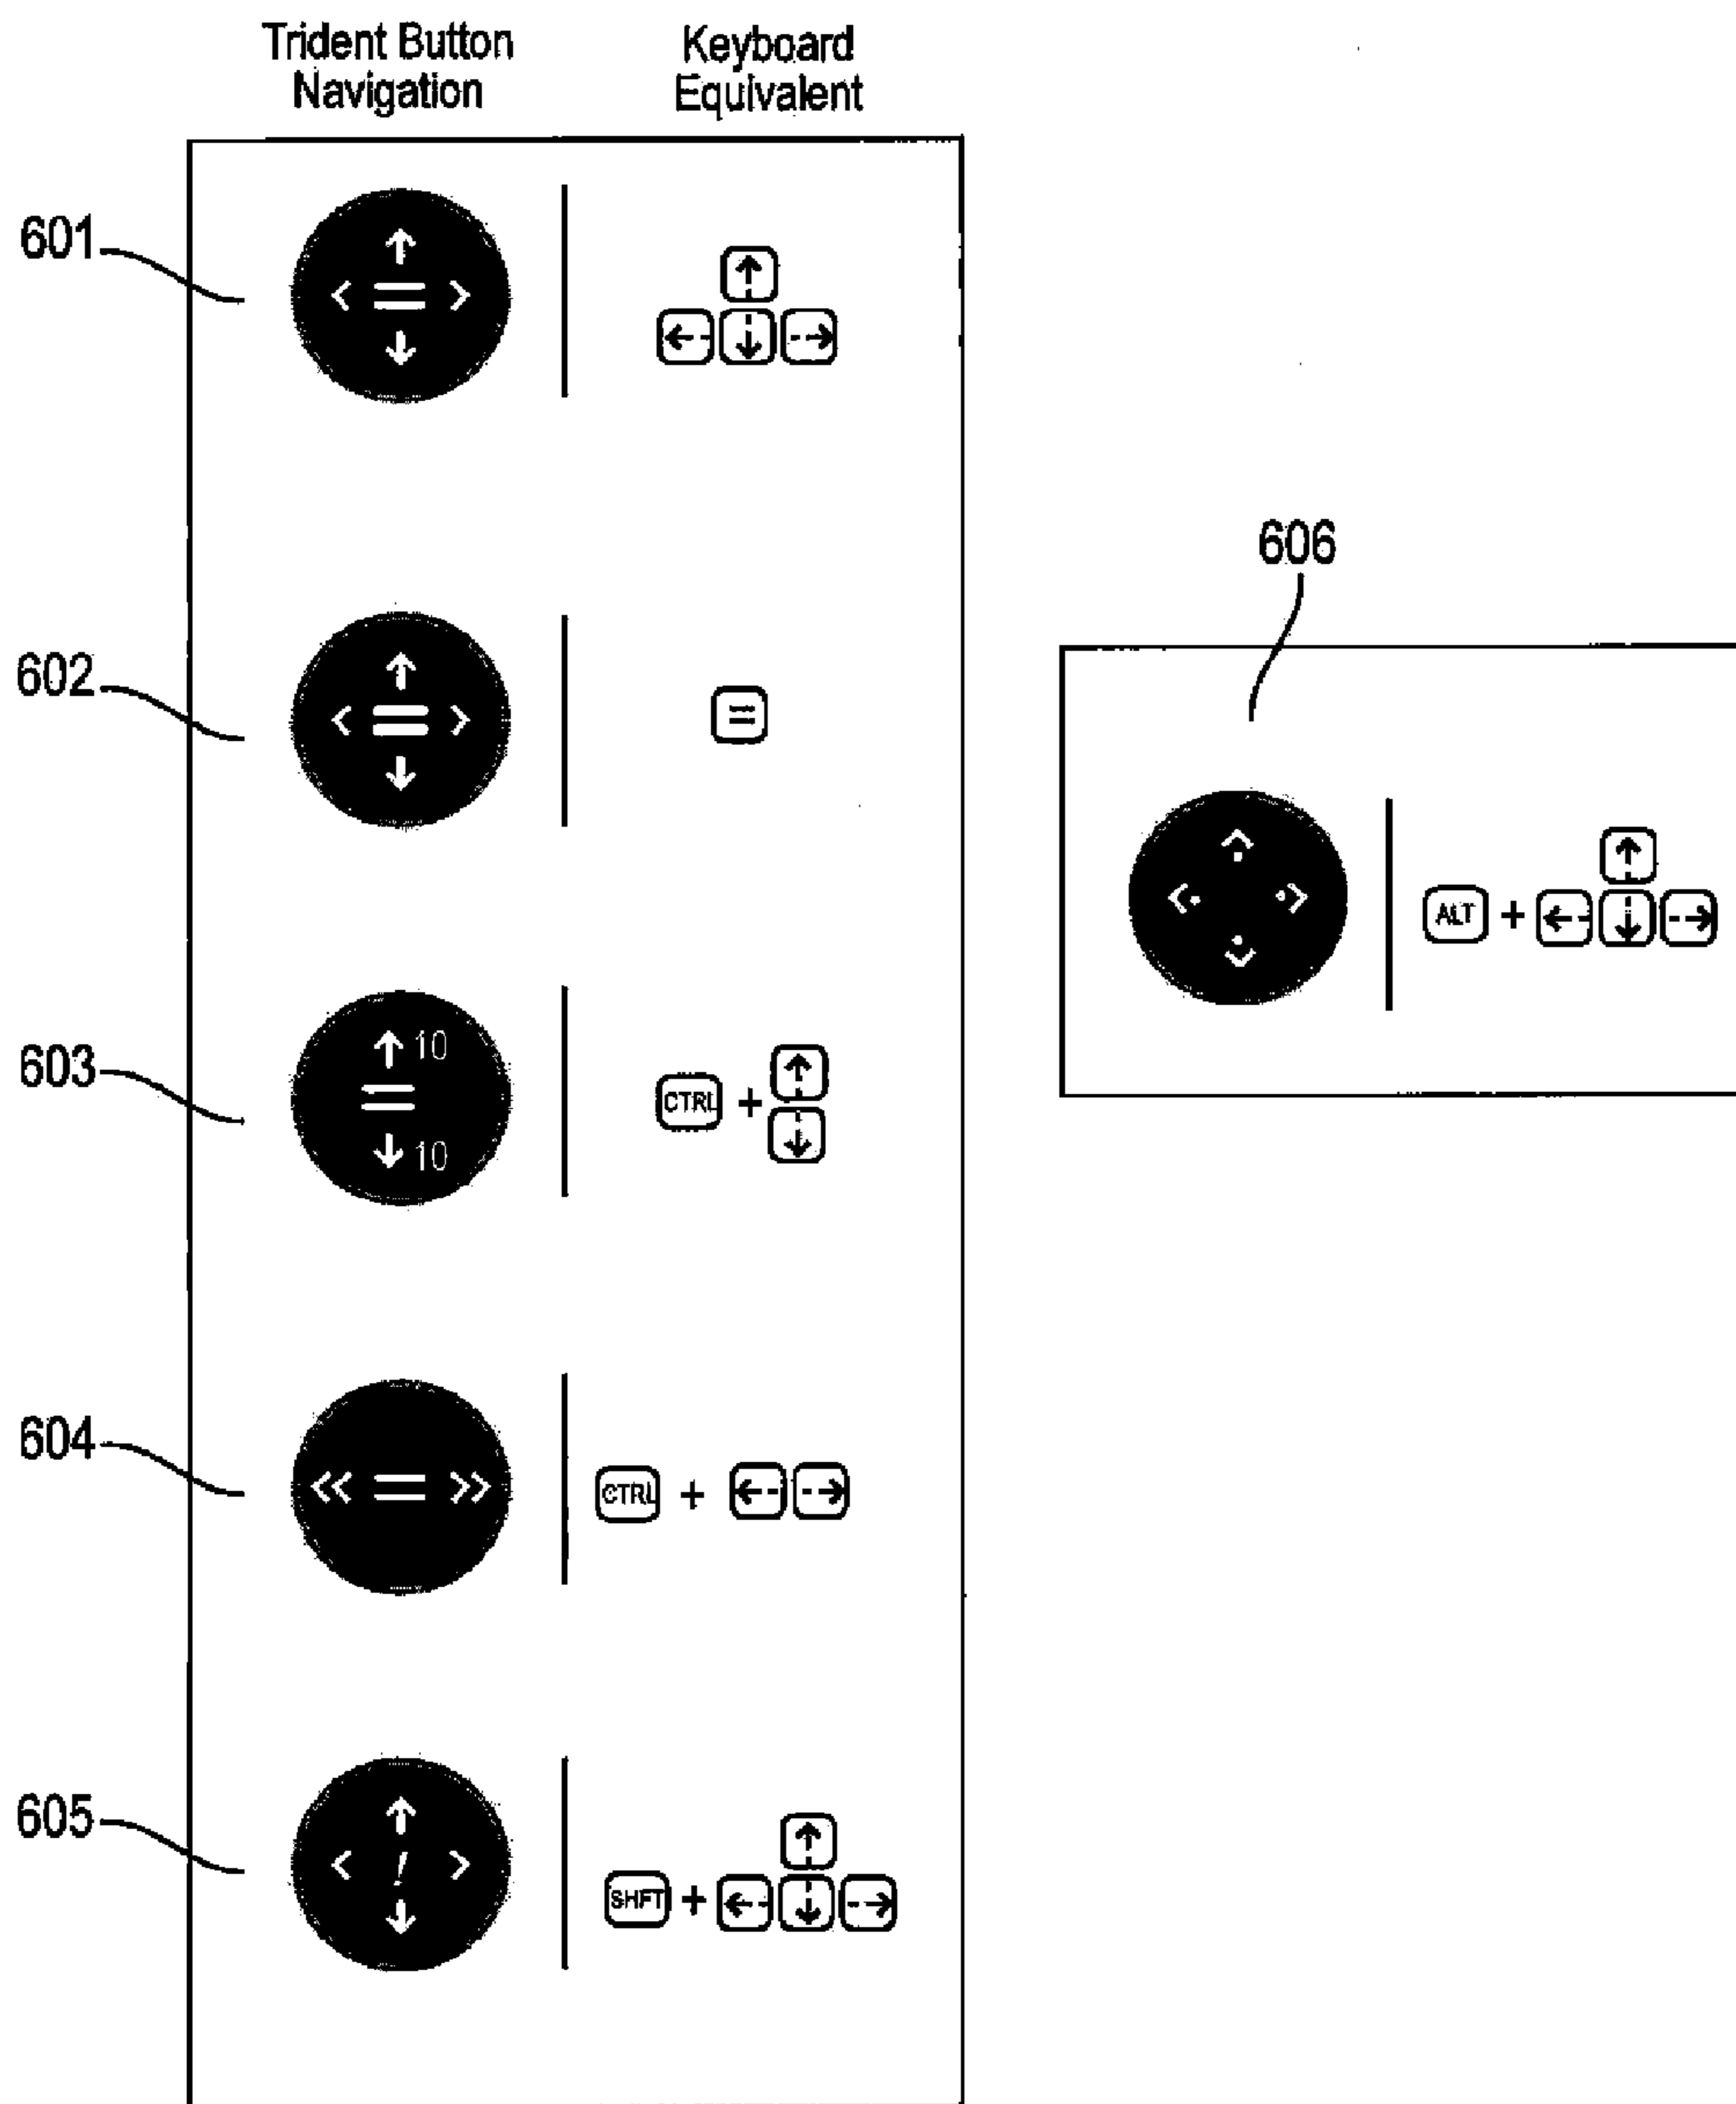 Trident Button
Navigation
Keyboard
Equivalent
601
↑
< = >
↓
↑
← ↓ →
602
↑
< = >
↓
=
603
↑ 10
=
↓ 10
CTRL + ↑
↓
604
« = »
CTRL + ← →
605
↑
< ! >
↓
↑
SHFT + ← ↓ →
606
↑
ALT + ← ↓ →